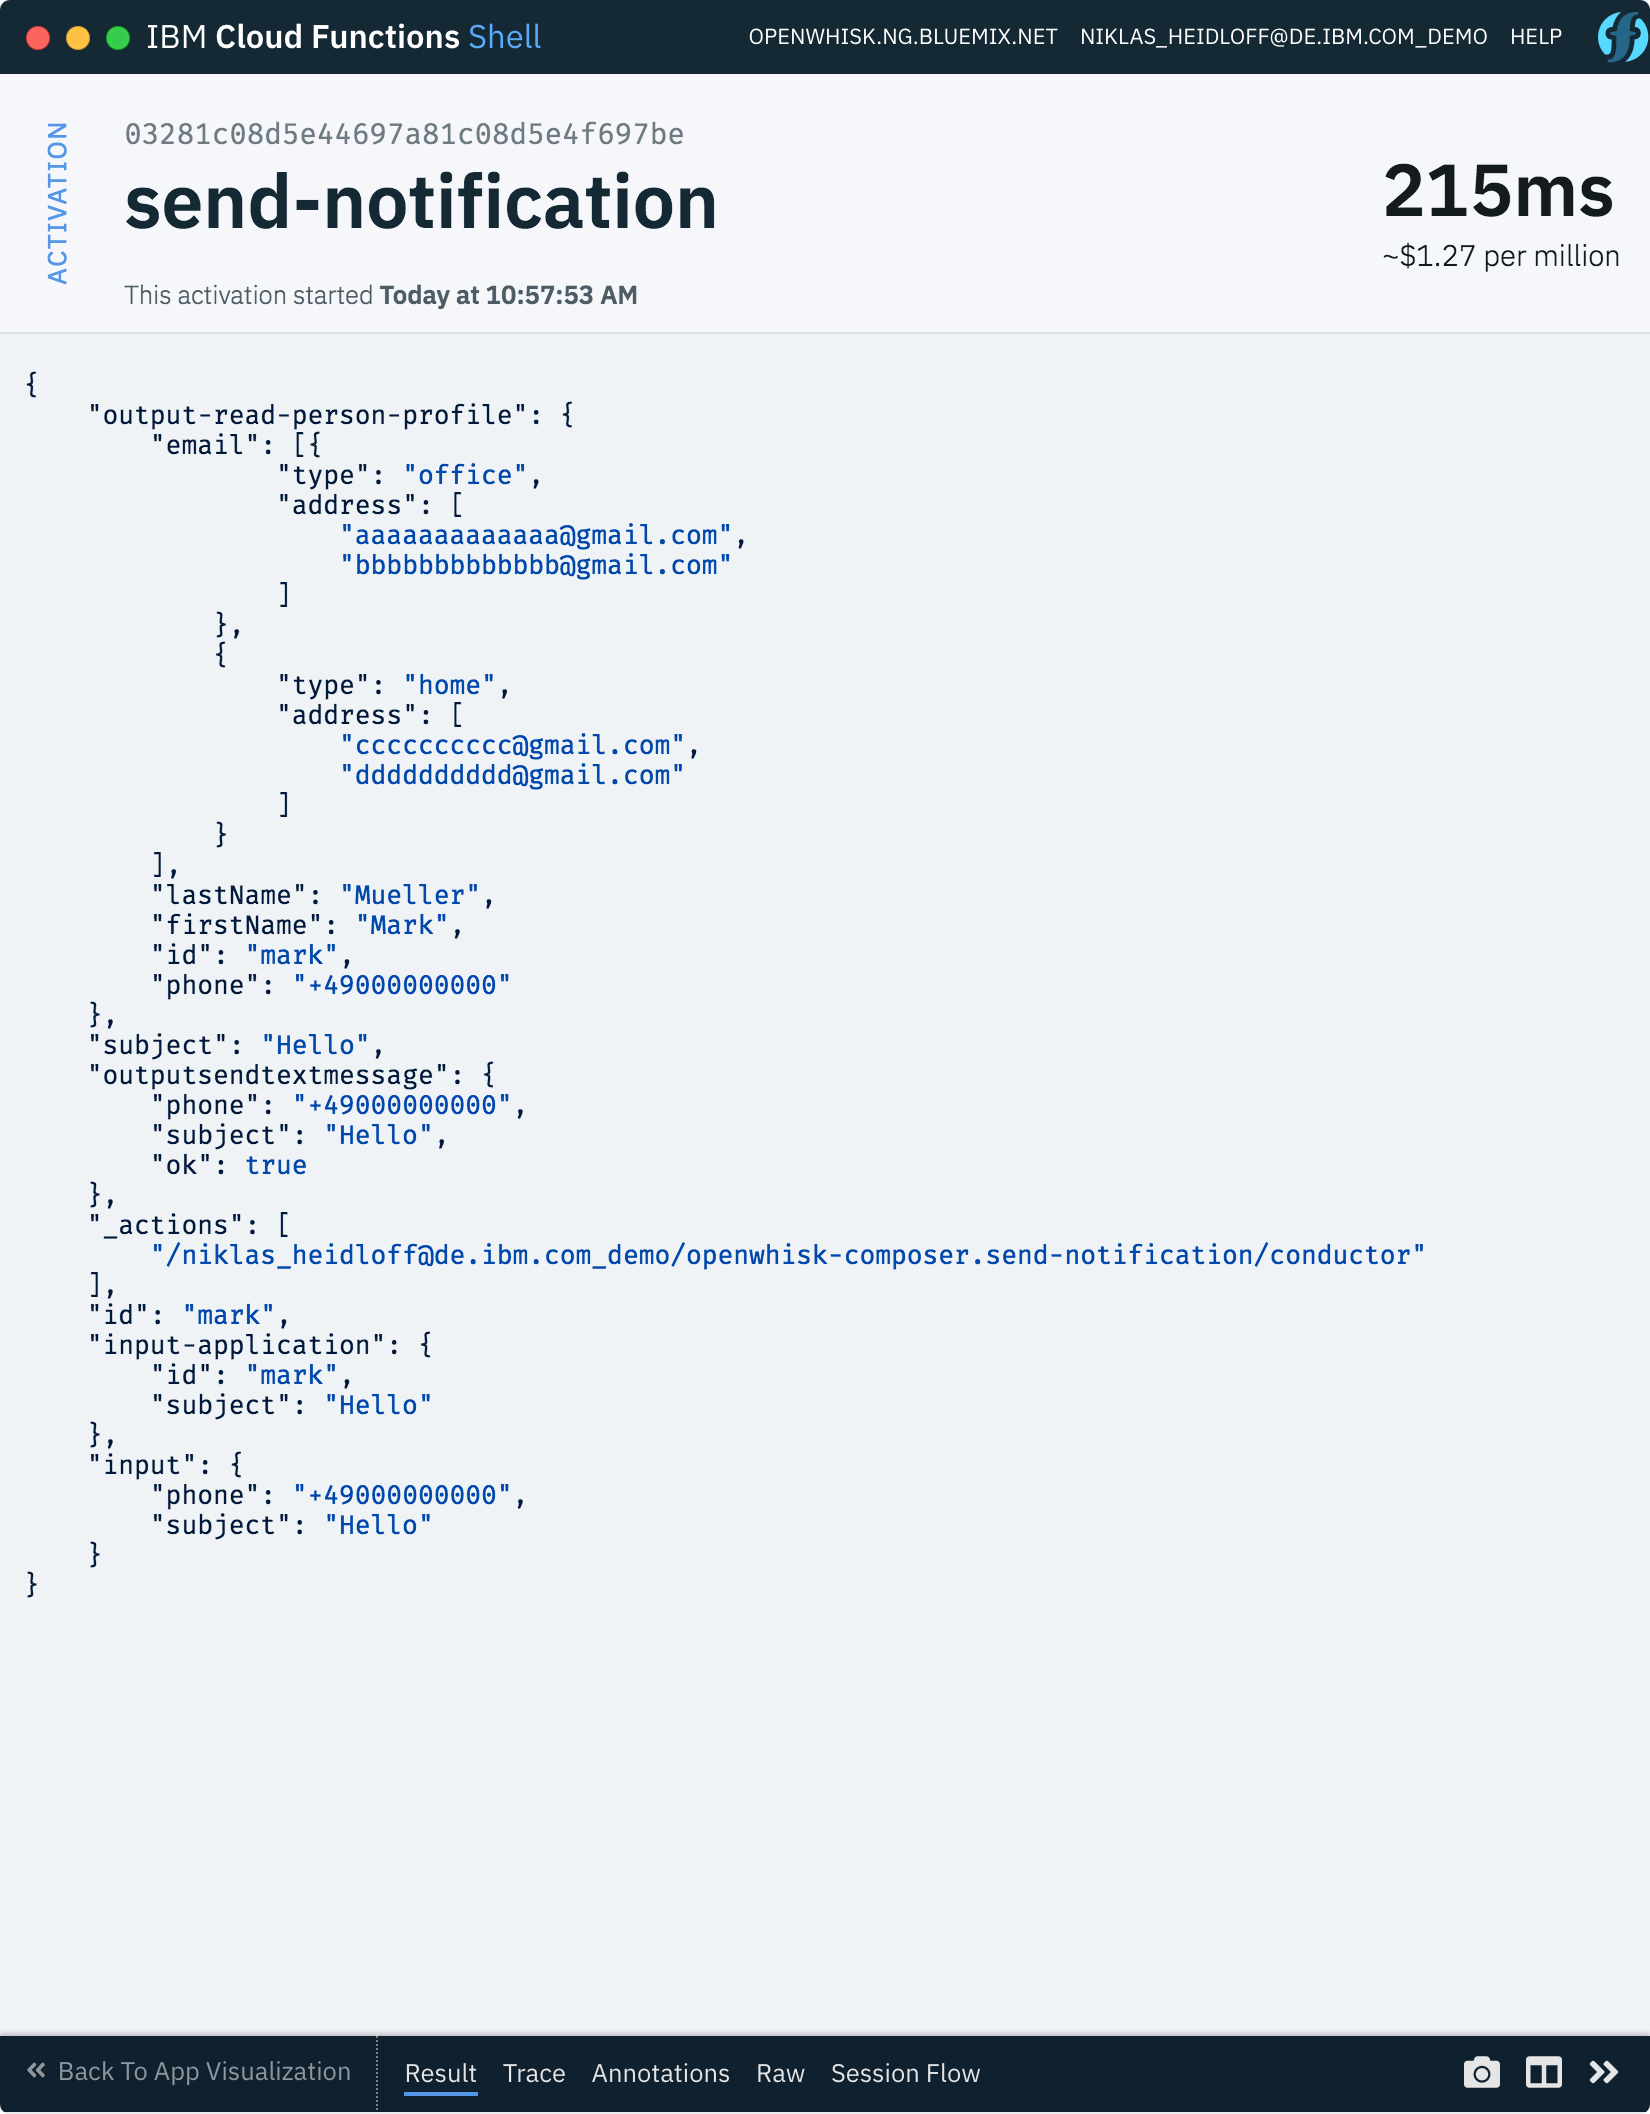 IBM Cloud Functions Shell OPENWHISK.NG.BLUEMIX.NET NIKLAS_HEIDLOFF@DE.IBM.COM_DEMO HELP
ACTIVATION
03281c08d5e44697a81c08d5e4f697be
send-notification
215ms
~$1.27 per million
This activation started Today at 10:57:53 AM
{
    "output-read-person-profile": {
        "email": [{
                "type": "office",
                "address": [
                    "aaaaaaaaaaaaa@gmail.com",
                    "bbbbbbbbbbbbb@gmail.com"
                ]
            },
            {
                "type": "home",
                "address": [
                    "cccccccccc@gmail.com",
                    "dddddddddd@gmail.com"
                ]
            }
        ],
        "lastName": "Mueller",
        "firstName": "Mark",
        "id": "mark",
        "phone": "+49000000000"
    },
    "subject": "Hello",
    "outputsendtextmessage": {
        "phone": "+49000000000",
        "subject": "Hello",
        "ok": true
    },
    "_actions": [
        "/niklas_heidloff@de.ibm.com_demo/openwhisk-composer.send-notification/conductor"
    ],
    "id": "mark",
    "input-application": {
        "id": "mark",
        "subject": "Hello"
    },
    "input": {
        "phone": "+49000000000",
        "subject": "Hello"
    }
}
« Back To App Visualization Result Trace Annotations Raw Session Flow